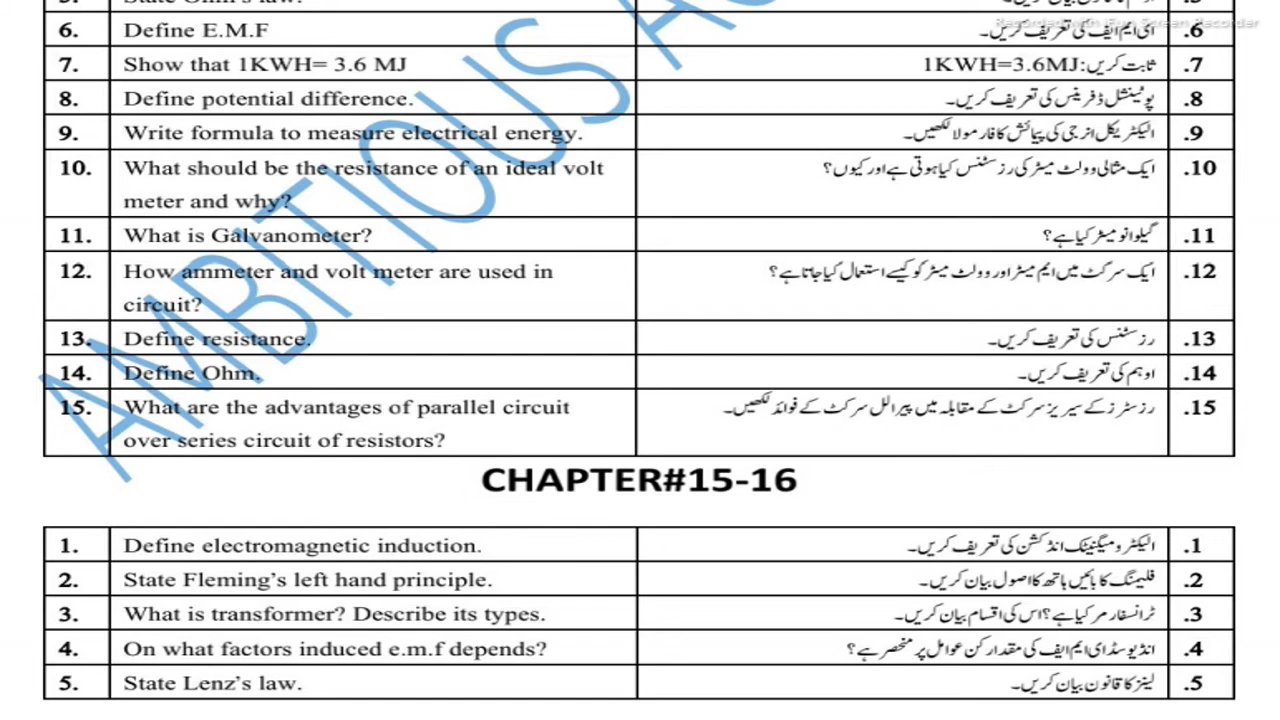 Recorded with iFun Screen Recorder
6. Define E.M.F ای ایم ایف کی تعریف کریں۔ .6
7. Show that 1KWH= 3.6 MJ ثابت کریں:1KWH=3.6MJ .7
8. Define potential difference. پوٹینشل ڈفرینس کی تعریف کریں۔ .8
9. Write formula to measure electrical energy. الیکٹریکل انرجی کی پیمائش کا فارمولا لکھیں۔ .9
10. What should be the resistance of an ideal volt ایک مثالی وولٹ میٹر کی رزسٹنس کیا ہوتی ہے اور کیوں؟ .10
meter and why?
11. What is Galvanometer? گیلوانومیٹر کیا ہے؟ .11
12. How ammeter and volt meter are used in ایک سرکٹ میں ایم میٹر اور وولٹ میٹر کو کیسے استعمال کیا جاتا ہے؟ .12
circuit?
13. Define resistance. رزسٹنس کی تعریف کریں۔ .13
14. Define Ohm. اوہم کی تعریف کریں۔ .14
15. What are the advantages of parallel circuit رزسٹرز کے سیریز سرکٹ کے مقابلہ میں پیرالل سرکٹ کے فوائد لکھیں۔ .15
over series circuit of resistors?
AMBITIOUS
CHAPTER#15-16
1. Define electromagnetic induction. الیکٹرومیگنیٹک انڈکشن کی تعریف کریں۔ .1
2. State Fleming's left hand principle. فلیمنگ کا بائیں ہاتھ کا اصول بیان کریں۔ .2
3. What is transformer? Describe its types. ٹرانسفارمر کیا ہے؟ اس کی اقسام بیان کریں۔ .3
4. On what factors induced e.m.f depends? انڈیوسڈ ای ایم ایف کی مقدار کن عوامل پر منحصر ہے؟ .4
5. State Lenz's law. لینز کا قانون بیان کریں۔ .5